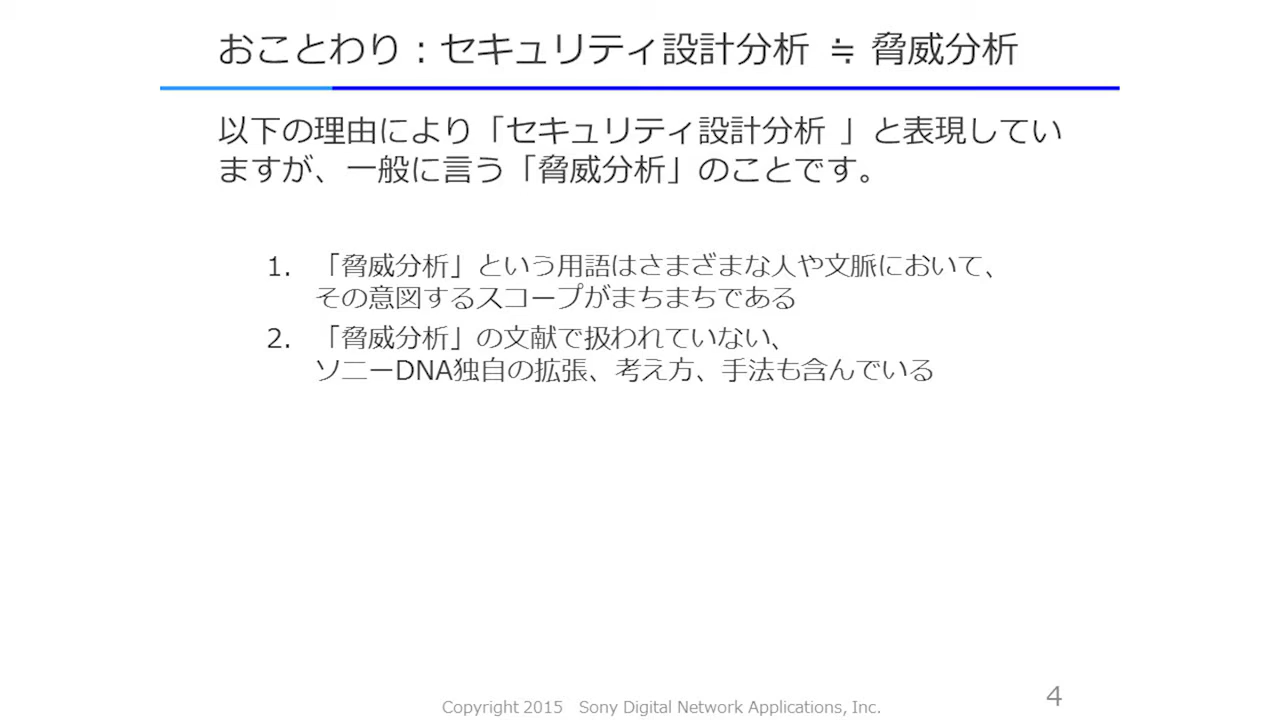 おことわり：セキュリティ設計分析 ≒ 脅威分析
以下の理由により「セキュリティ設計分析 」と表現してい
ますが、一般に言う「脅威分析」のことです。
1. 「脅威分析」という用語はさまざまな人や文脈において、
その意図するスコープがまちまちである
2. 「脅威分析」の文献で扱われていない、
ソニーDNA独自の拡張、考え方、手法も含んでいる
Copyright 2015 Sony Digital Network Applications, Inc.
4